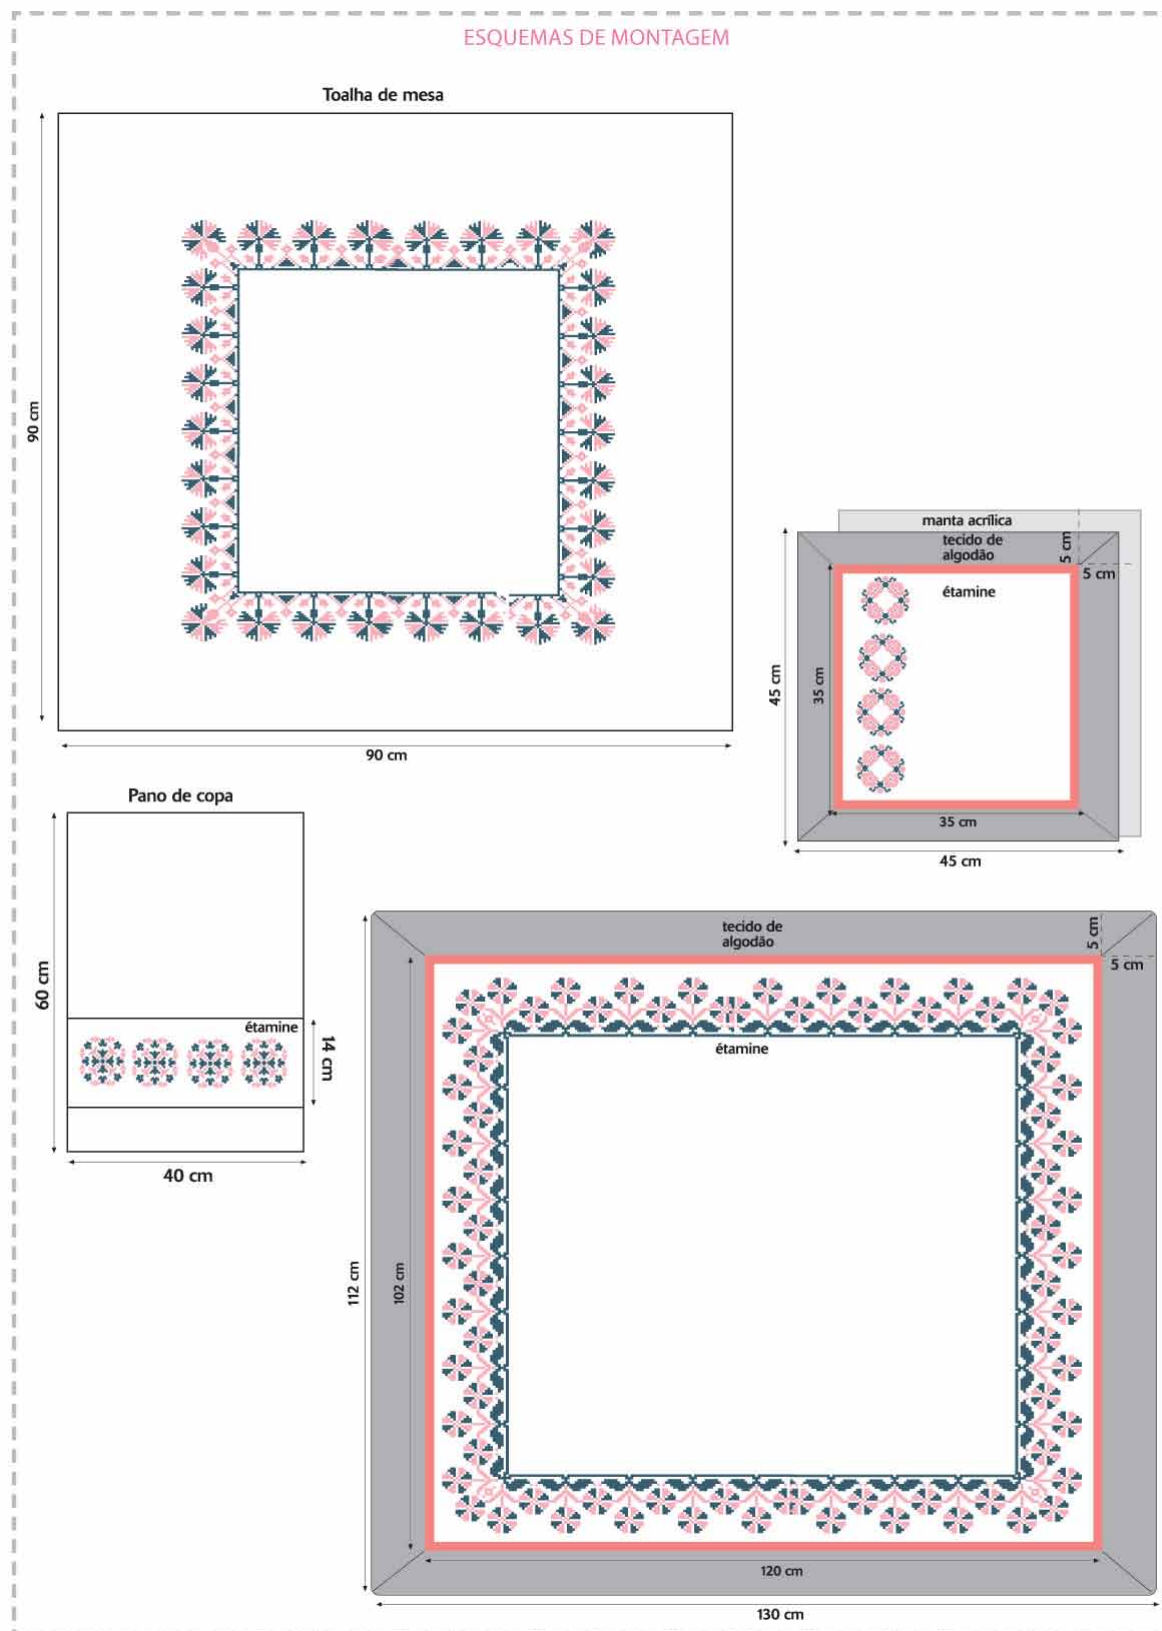 ESQUEMAS DE MONTAGEM
Toalha de mesa
90 cm
90 cm
manta acrílica
tecido de
algodão
5 cm
5 cm
étamine
45 cm
35 cm
35 cm
45 cm
Pano de copa
60 cm
étamine
14 cm
40 cm
tecido de
algodão
5 cm
5 cm
étamine
112 cm
102 cm
120 cm
130 cm